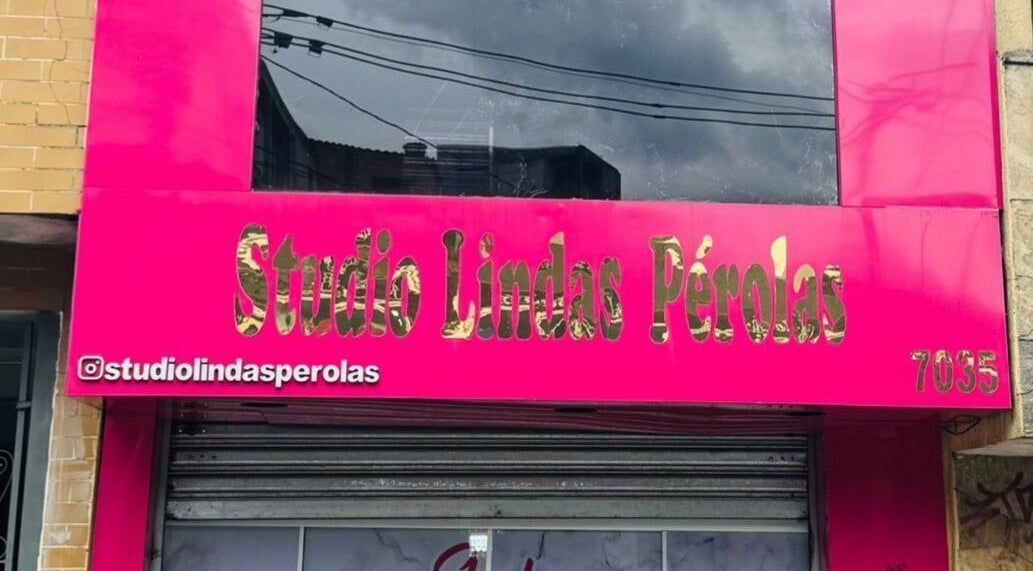 Studio Lindas Pérolas
studiolindasperolas
7035